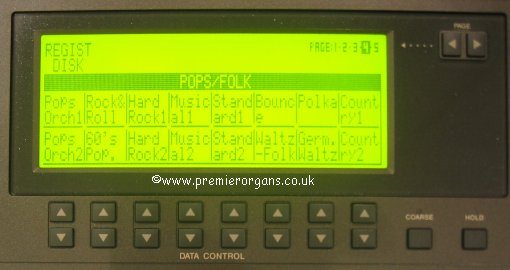 REGIST PAGE:1·2·3·4·5 PAGE
DISK
POPS/FOLK
Pops Rock& Hard Music Stand Bounc Polka Count
Orch1 Roll Rock1 al1 ard1 e ry1
Pops 60's Hard Music Stand Waltz Germ. Count
Orch2 Pop. Rock2 al2 ard2 -Folk Waltz ry2
©www.premierorgans.co.uk
COARSE HOLD
DATA CONTROL